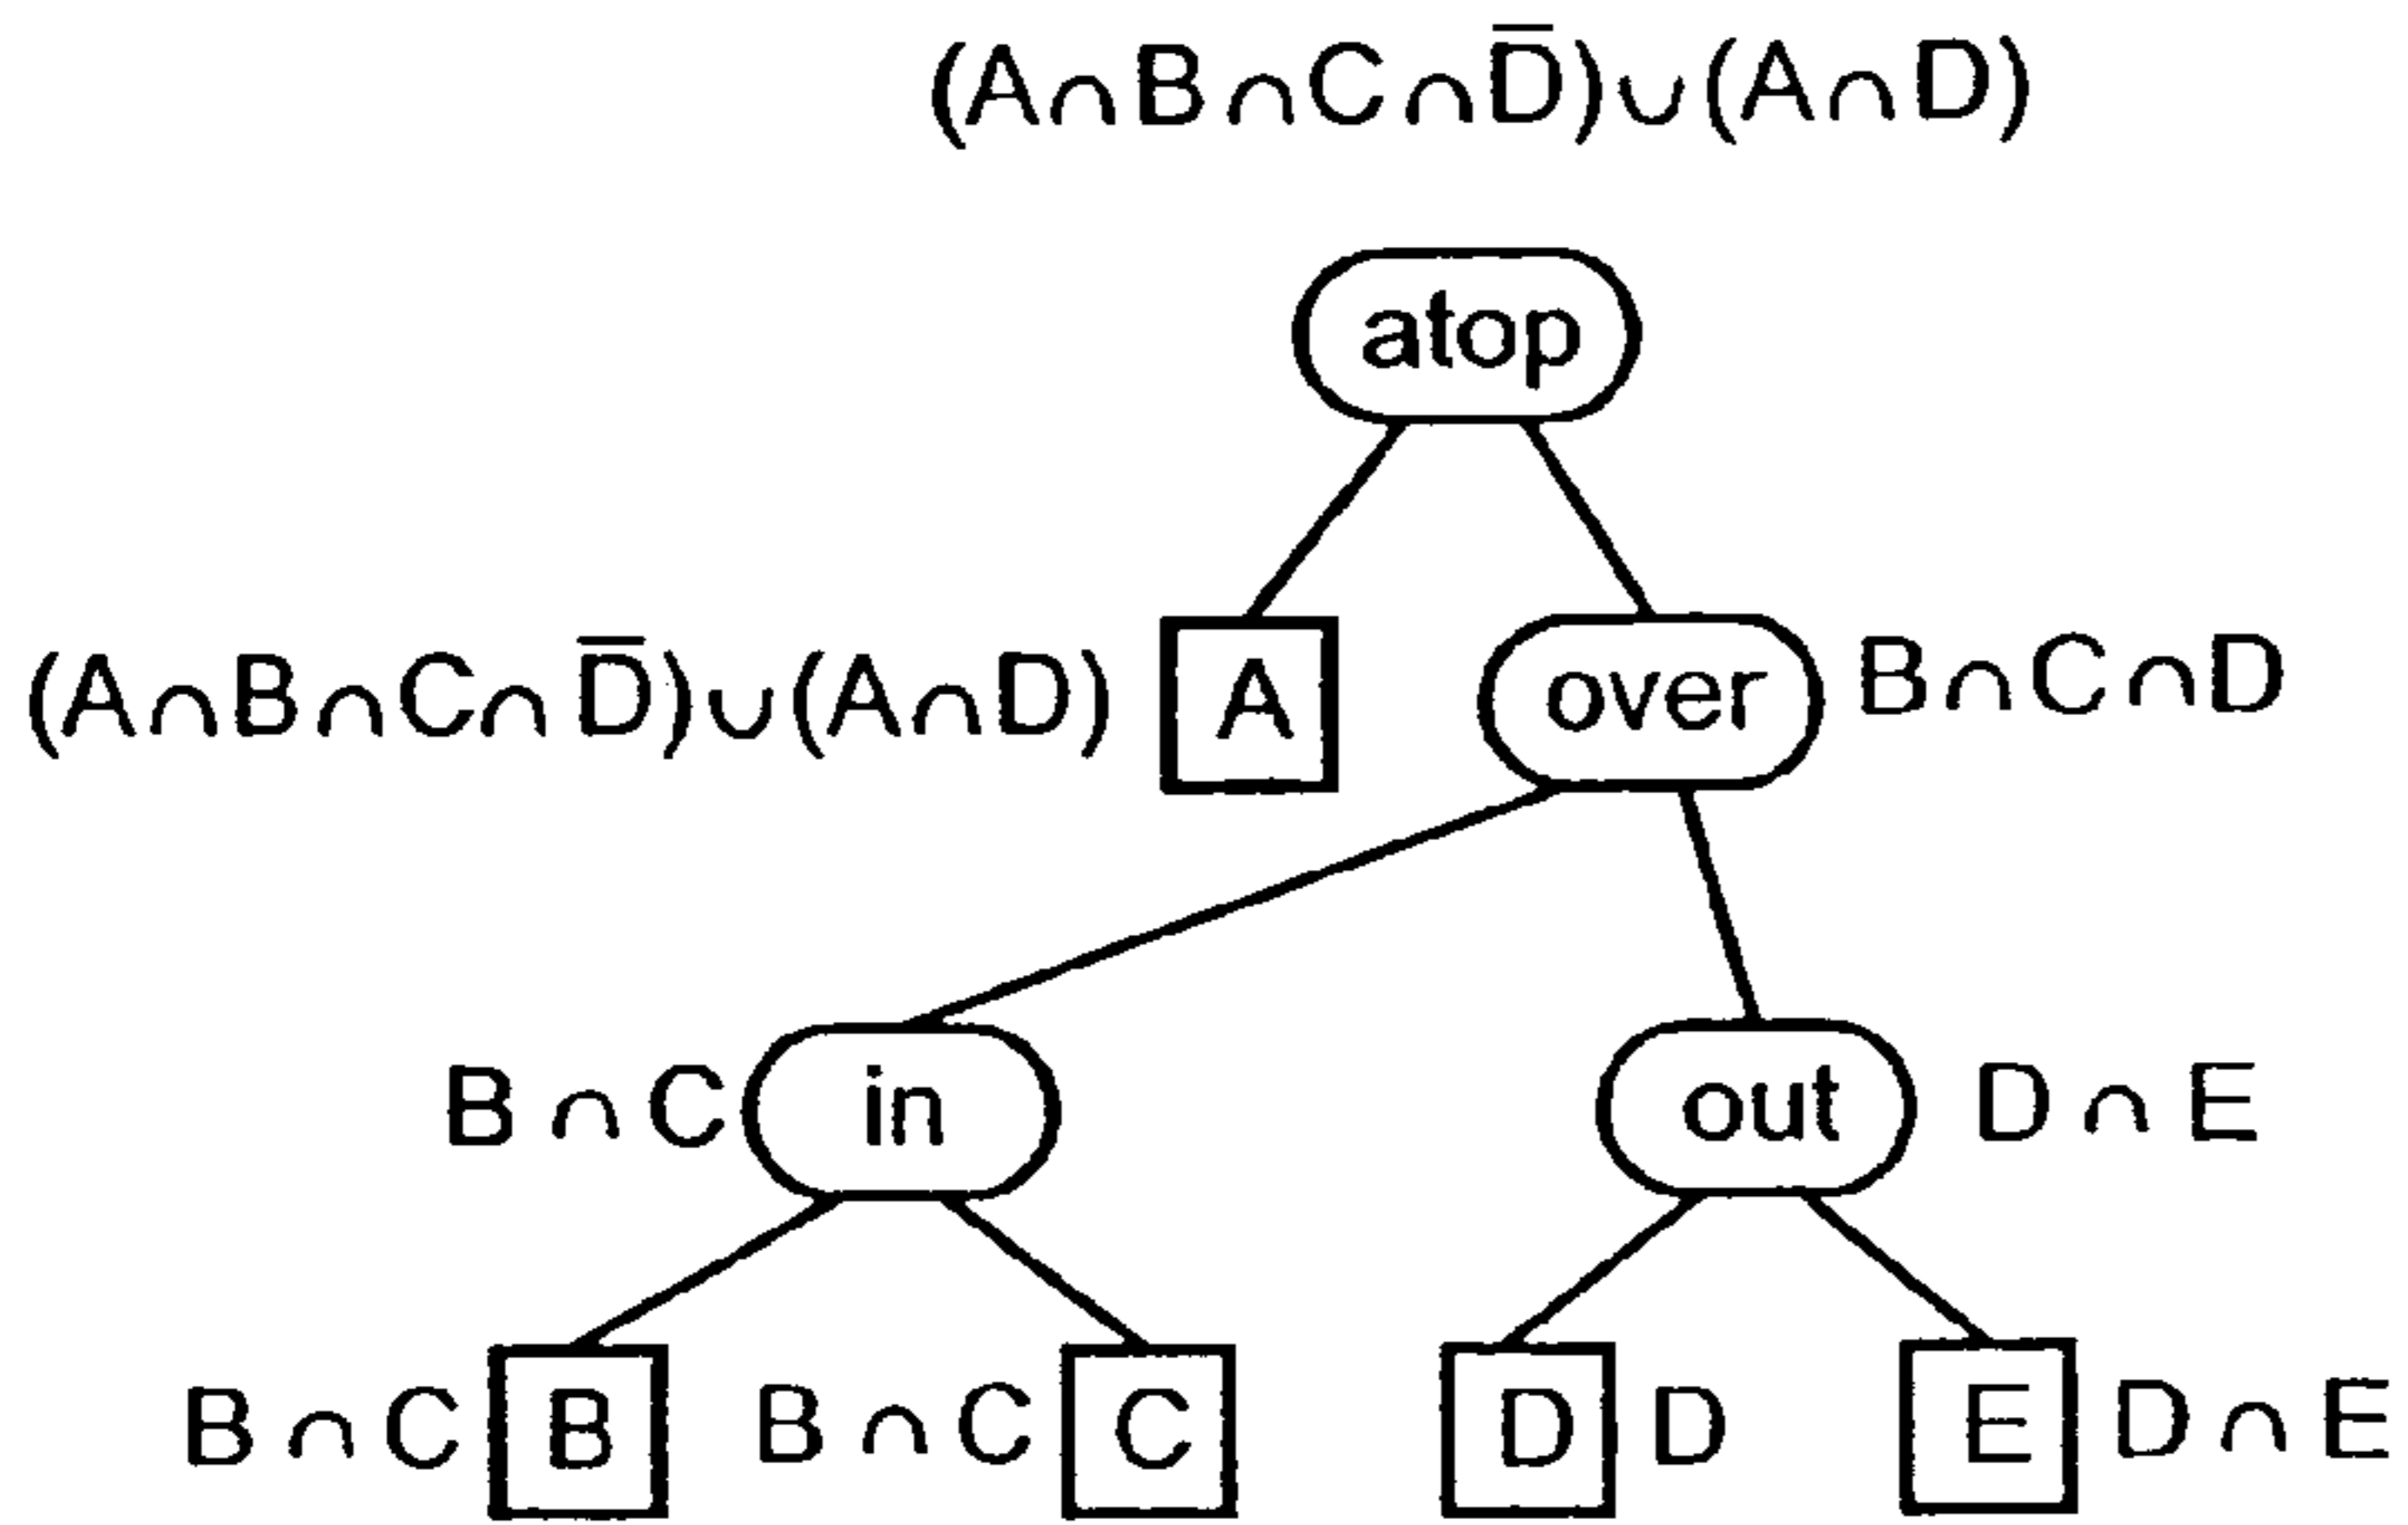 (A∩B∩C∩D̅)∪(A∩D)
atop
(A∩B∩C∩D̅)∪(A∩D) A over B∩C∩D
B∩C in out D∩E
B∩C B B∩C C D D E D∩E